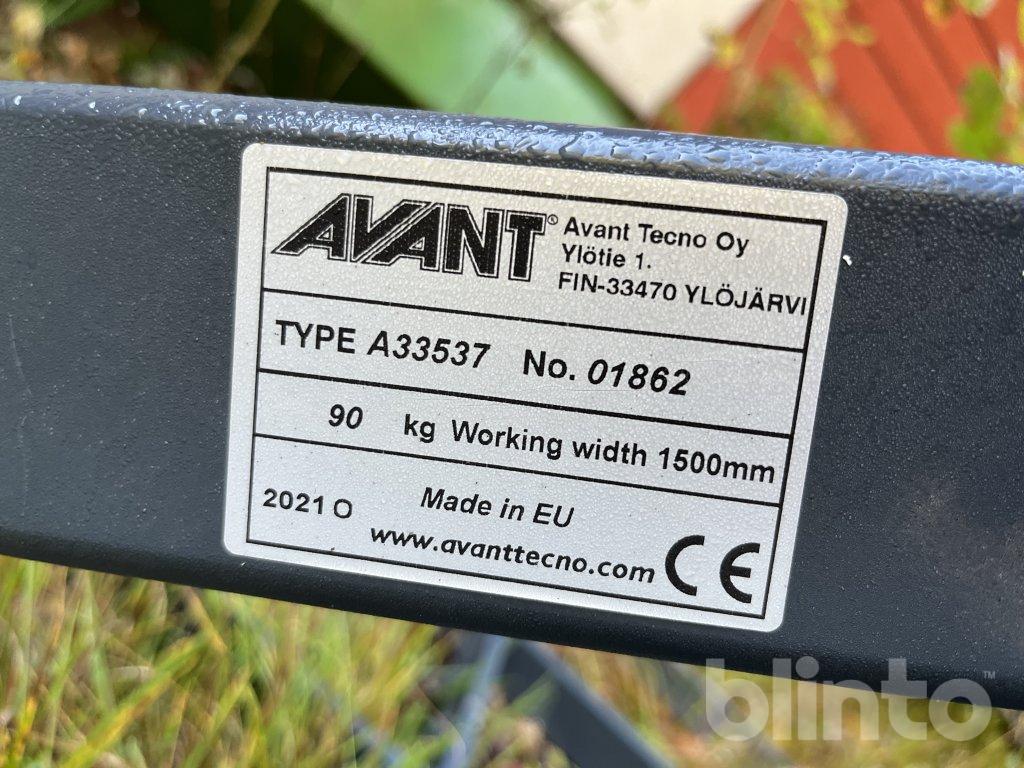 AVANT®
Avant Tecno Oy
Ylötie 1.
FIN-33470 YLÖJÄRVI
TYPE A33537 No. 01862
90 kg Working width 1500mm
2021 O Made in EU
www.avanttecno.com CE
blinto™